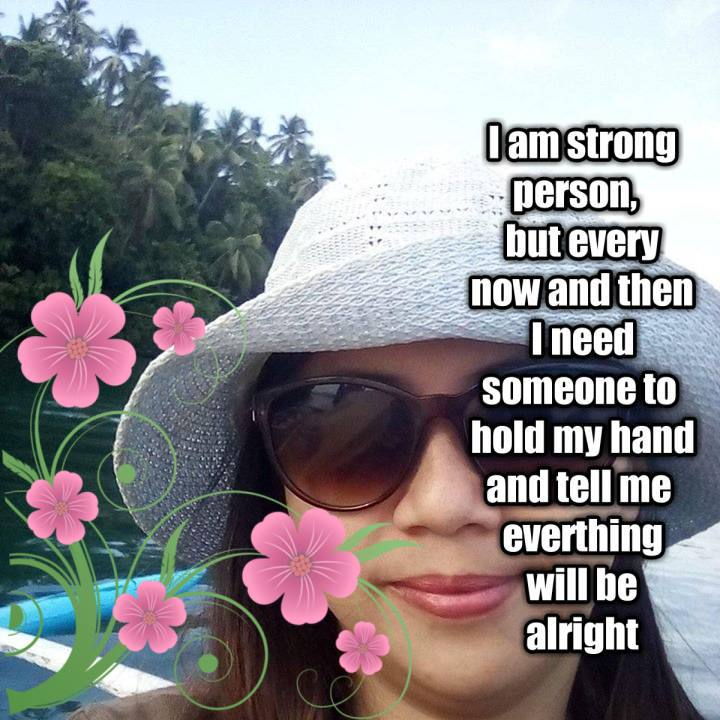 I am strong
person,
but every
now and then
I need
someone to
hold my hand
and tell me
everthing
will be
alright